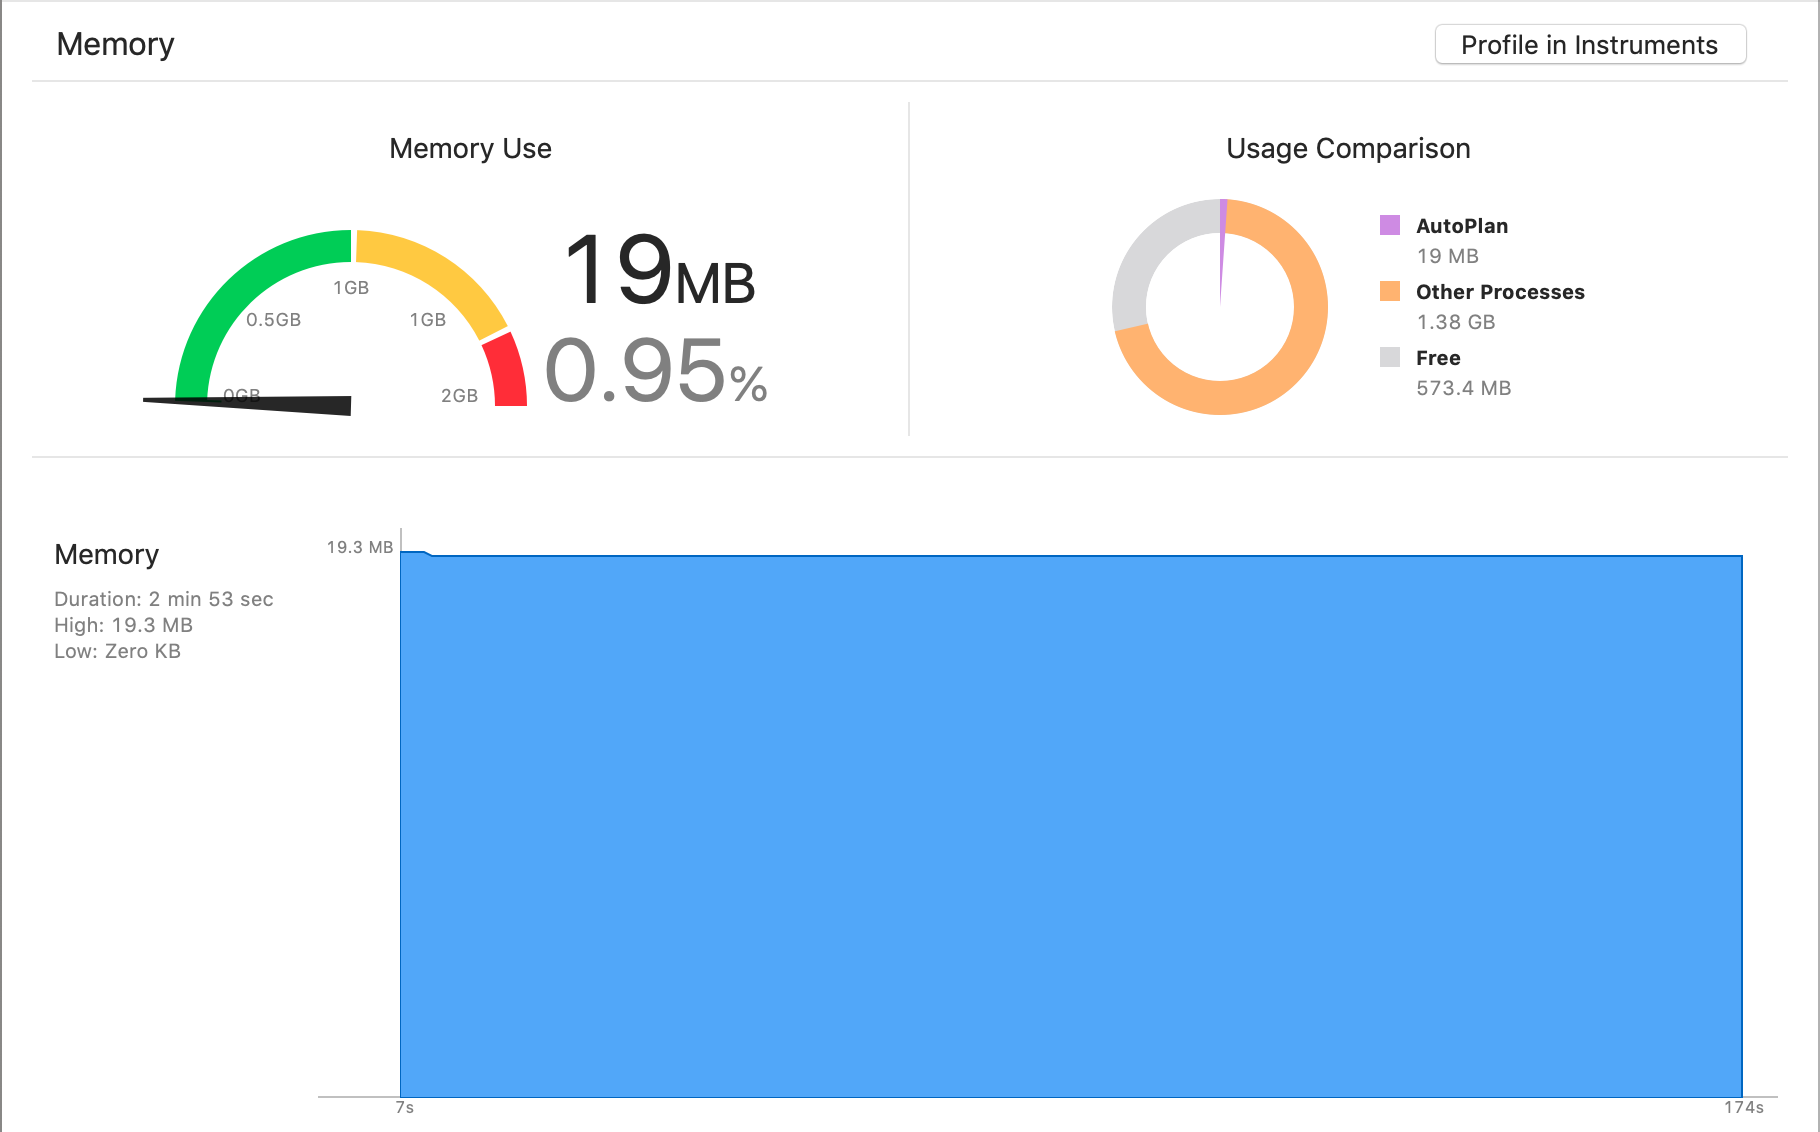 Memory
Profile in Instruments
Memory Use
0GB
0.5GB
1GB
1GB
2GB
19MB
0.95%
Usage Comparison
AutoPlan
19 MB
Other Processes
1.38 GB
Free
573.4 MB
Memory
Duration: 2 min 53 sec
High: 19.3 MB
Low: Zero KB
19.3 MB
7s
174s